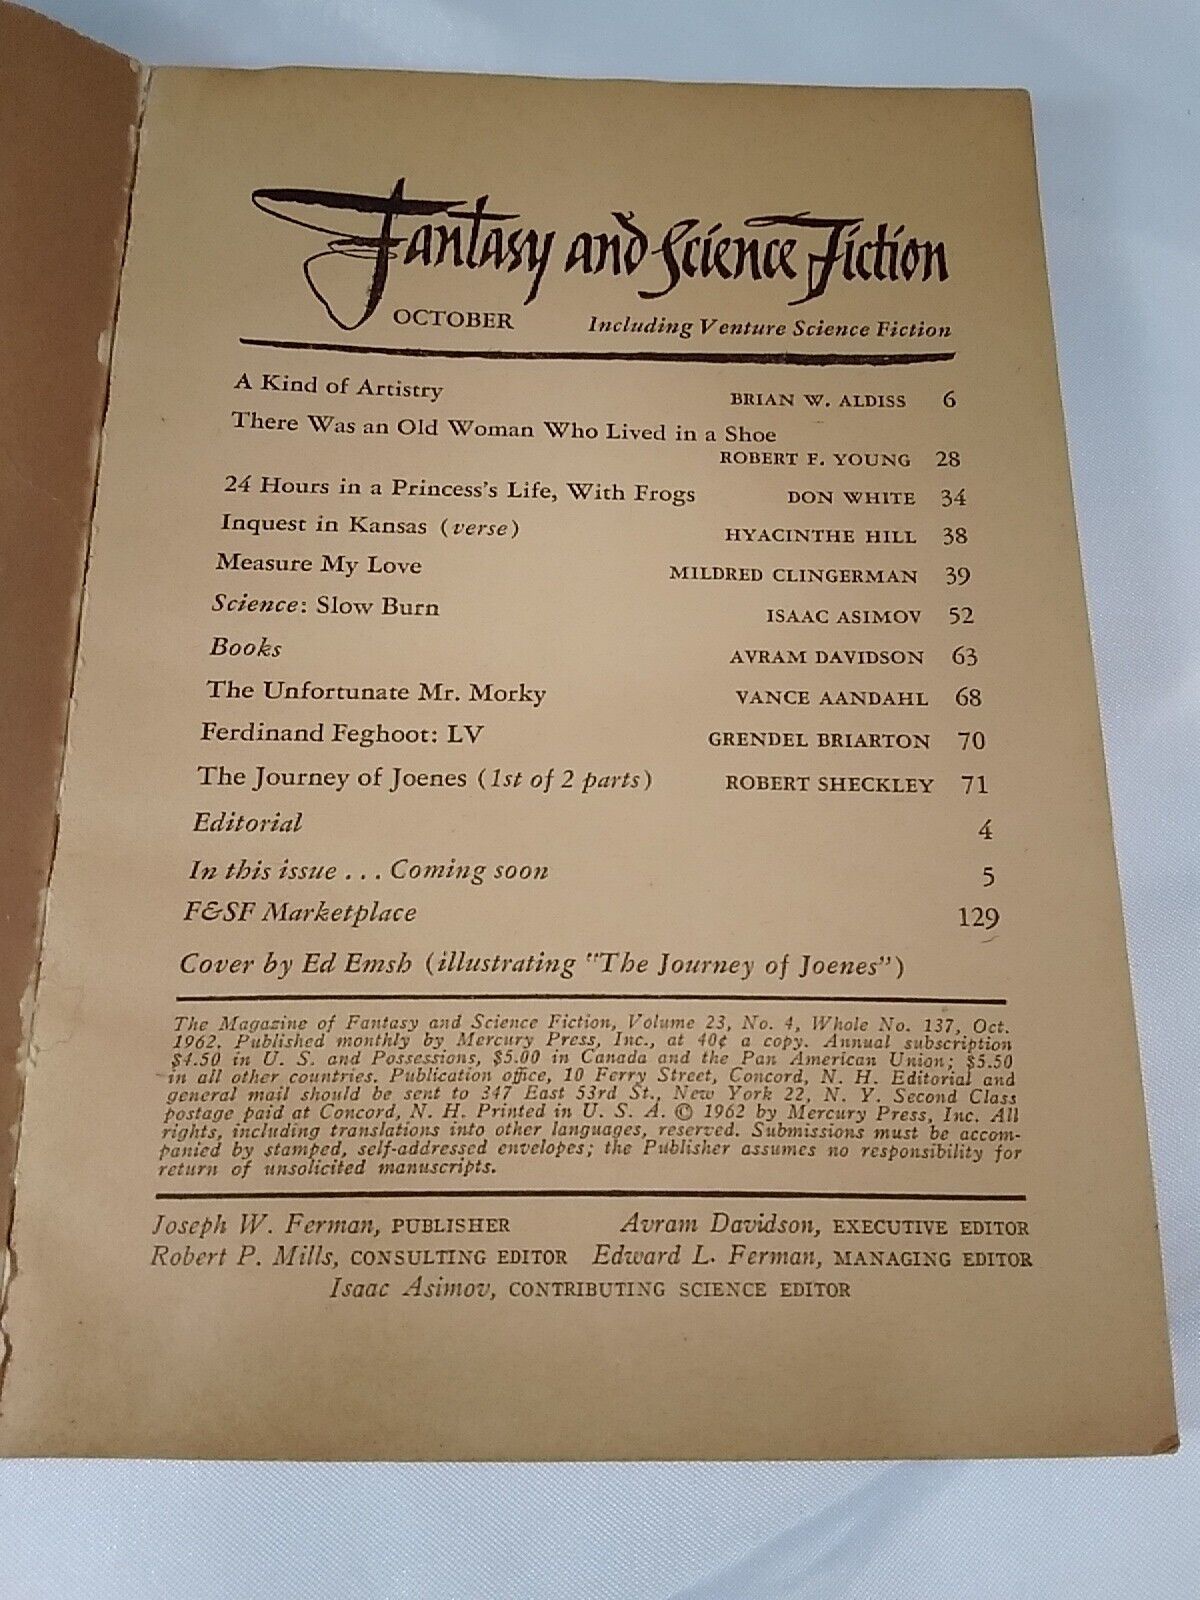 Fantasy and Science Fiction
OCTOBER Including Venture Science Fiction
A Kind of Artistry BRIAN W. ALDISS 6
There Was an Old Woman Who Lived in a Shoe
ROBERT F. YOUNG 28
24 Hours in a Princess's Life, With Frogs DON WHITE 34
Inquest in Kansas (verse) HYACINTHE HILL 38
Measure My Love MILDRED CLINGERMAN 39
Science: Slow Burn ISAAC ASIMOV 52
Books AVRAM DAVIDSON 63
The Unfortunate Mr. Morky VANCE AANDAHL 68
Ferdinand Feghoot: LV GRENDEL BRIARTON 70
The Journey of Joenes (1st of 2 parts) ROBERT SHECKLEY 71
Editorial 4
In this issue . . . Coming soon 5
F&SF Marketplace 129
Cover by Ed Emsh (illustrating "The Journey of Joenes")
The Magazine of Fantasy and Science Fiction, Volume 23, No. 4, Whole No. 137, Oct.
1962. Published monthly by Mercury Press, Inc., at 40¢ a copy. Annual subscription
$4.50 in U. S. and Possessions, $5.00 in Canada and the Pan American Union; $5.50
in all other countries. Publication office, 10 Ferry Street, Concord, N. H. Editorial and
general mail should be sent to 347 East 53rd St., New York 22, N. Y. Second Class
postage paid at Concord, N. H. Printed in U. S. A. © 1962 by Mercury Press, Inc. All
rights, including translations into other languages, reserved. Submissions must be accom-
panied by stamped, self-addressed envelopes; the Publisher assumes no responsibility for
return of unsolicited manuscripts.
Joseph W. Ferman, PUBLISHER Avram Davidson, EXECUTIVE EDITOR
Robert P. Mills, CONSULTING EDITOR Edward L. Ferman, MANAGING EDITOR
Isaac Asimov, CONTRIBUTING SCIENCE EDITOR